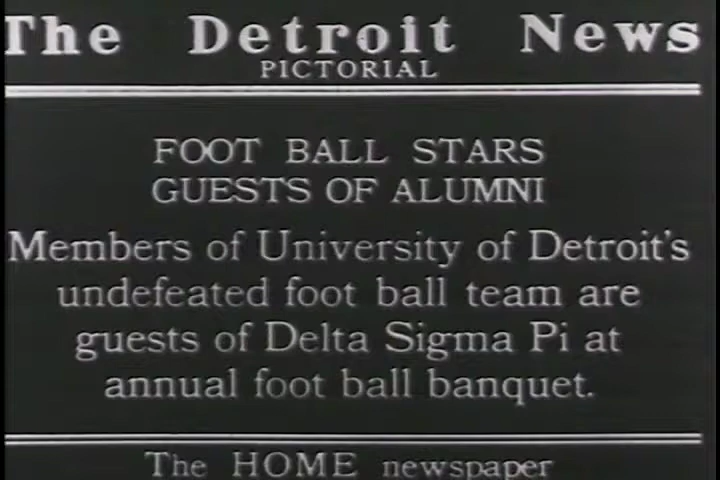 The Detroit News
PICTORIAL
FOOT BALL STARS
GUESTS OF ALUMNI
Members of University of Detroit's
undefeated foot ball team are
guests of Delta Sigma Pi at
annual foot ball banquet.
The HOME newspaper